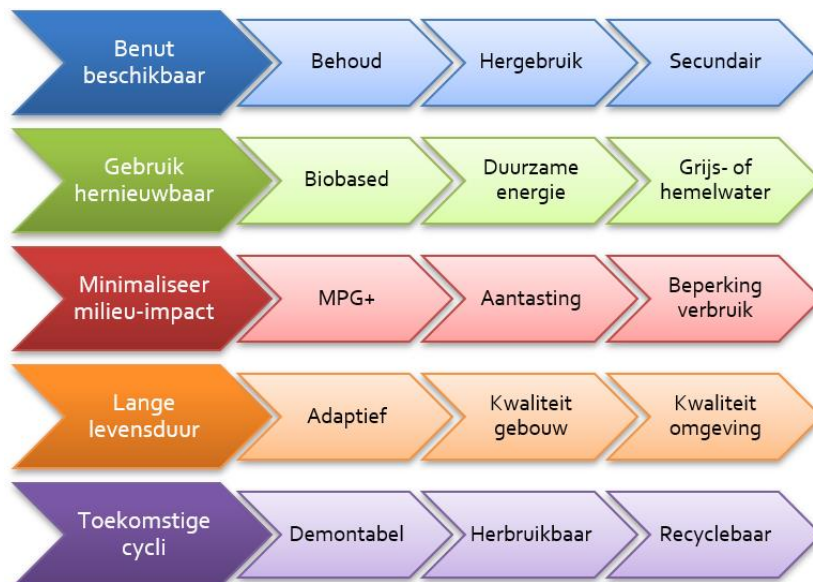 Benut
beschikbaar
Behoud
Hergebruik
Secundair
Gebruik
hernieuwbaar
Biobased
Duurzame
energie
Grijs- of
hemelwater
Minimaliseer
milieu-impact
MPG+
Aantasting
Beperking
verbruik
Lange
levensduur
Adaptief
Kwaliteit
gebouw
Kwaliteit
omgeving
Toekomstige
cycli
Demontabel
Herbruikbaar
Recyclebaar